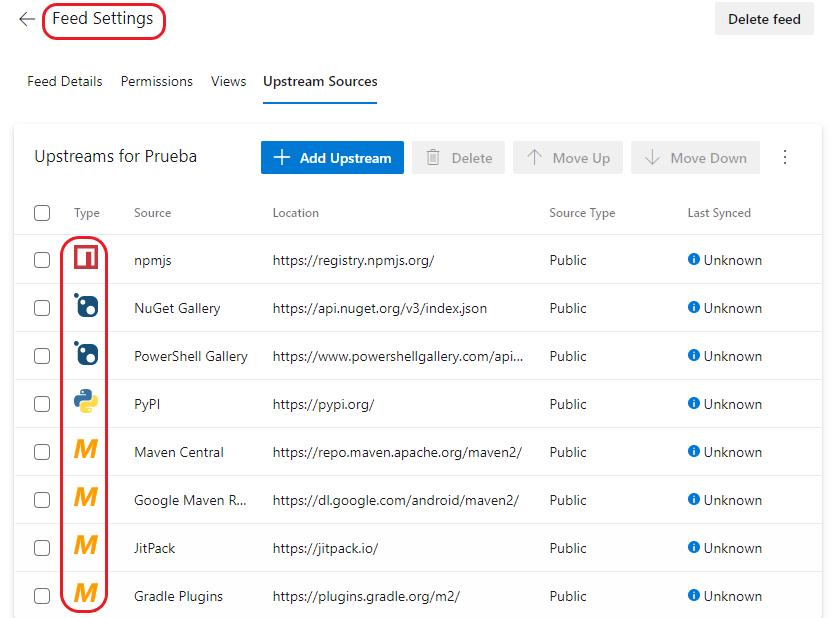 Feed Settings
Delete feed
Feed Details Permissions Views Upstream Sources
Upstreams for Prueba
Add Upstream Delete Move Up Move Down
Type Source Location Source Type Last Synced
npmjs https://registry.npmjs.org/ Public Unknown
NuGet Gallery https://api.nuget.org/v3/index.json Public Unknown
PowerShell Gallery https://www.powershellgallery.com/api... Public Unknown
PyPI https://pypi.org/ Public Unknown
M Maven Central https://repo.maven.apache.org/maven2/ Public Unknown
M Google Maven R... https://dl.google.com/android/maven2/ Public Unknown
M JitPack https://jitpack.io/ Public Unknown
M Gradle Plugins https://plugins.gradle.org/m2/ Public Unknown